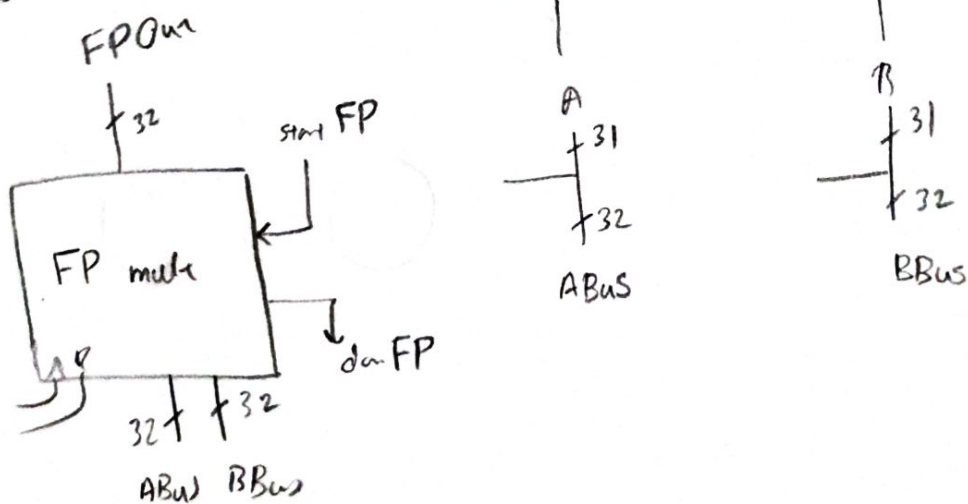 FPOut
32
start FP
FP mult
done FP
32
32
ABus BBus
A
31
32
ABus
B
31
32
BBus